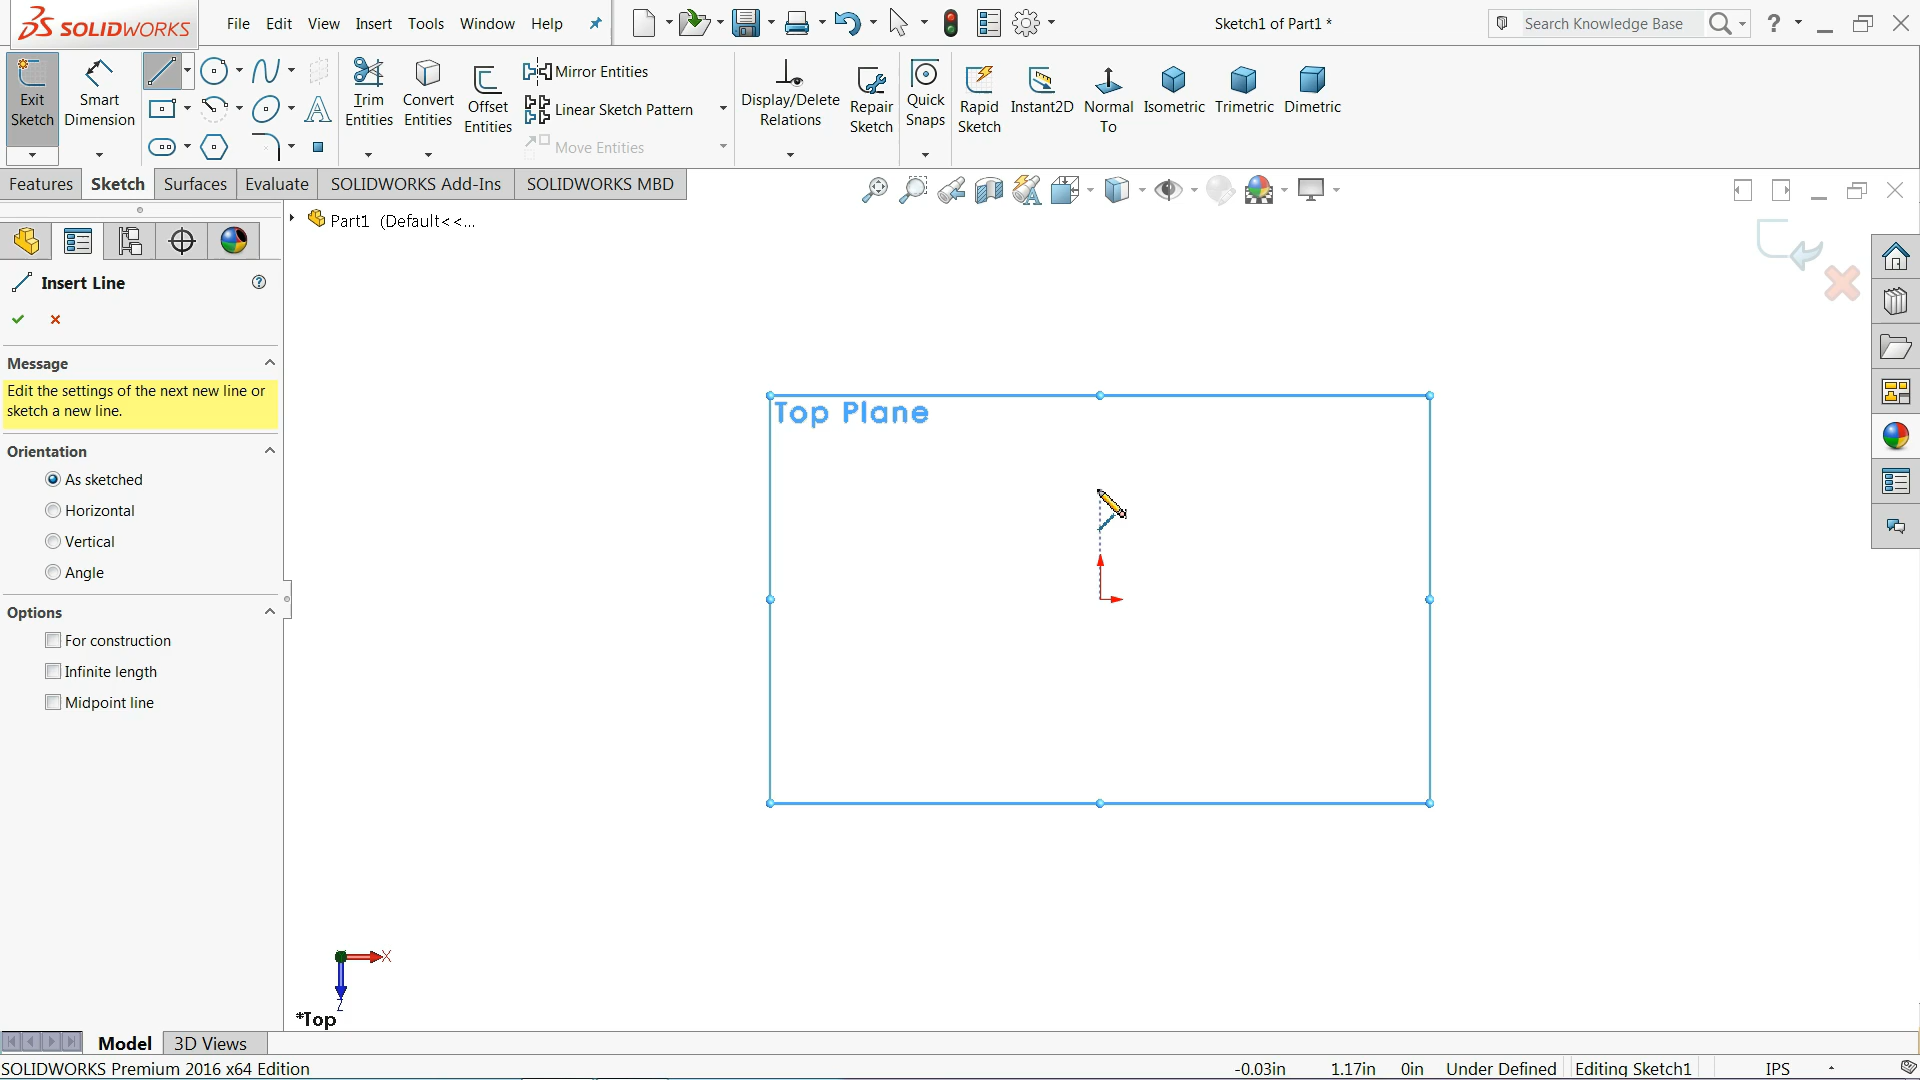 SOLIDWORKS File Edit View Insert Tools Window Help Sketch1 of Part1 * Search Knowledge Base ?
Exit Sketch
Smart Dimension
Trim Entities
Convert Entities
Offset Entities
Mirror Entities
Linear Sketch Pattern
Move Entities
Display/Delete Relations
Repair Sketch
Quick Snaps
Rapid Sketch
Instant2D
Normal To
Isometric
Trimetric
Dimetric
Features Sketch Surfaces Evaluate SOLIDWORKS Add-Ins SOLIDWORKS MBD
Part1 (Default<<...
Insert Line
Message
Edit the settings of the next new line or
sketch a new line.
Orientation
As sketched
Horizontal
Vertical
Angle
Options
For construction
Infinite length
Midpoint line
Top Plane
X
Z
*Top
Model 3D Views
SOLIDWORKS Premium 2016 x64 Edition -0.03in 1.17in 0in Under Defined Editing Sketch1 IPS